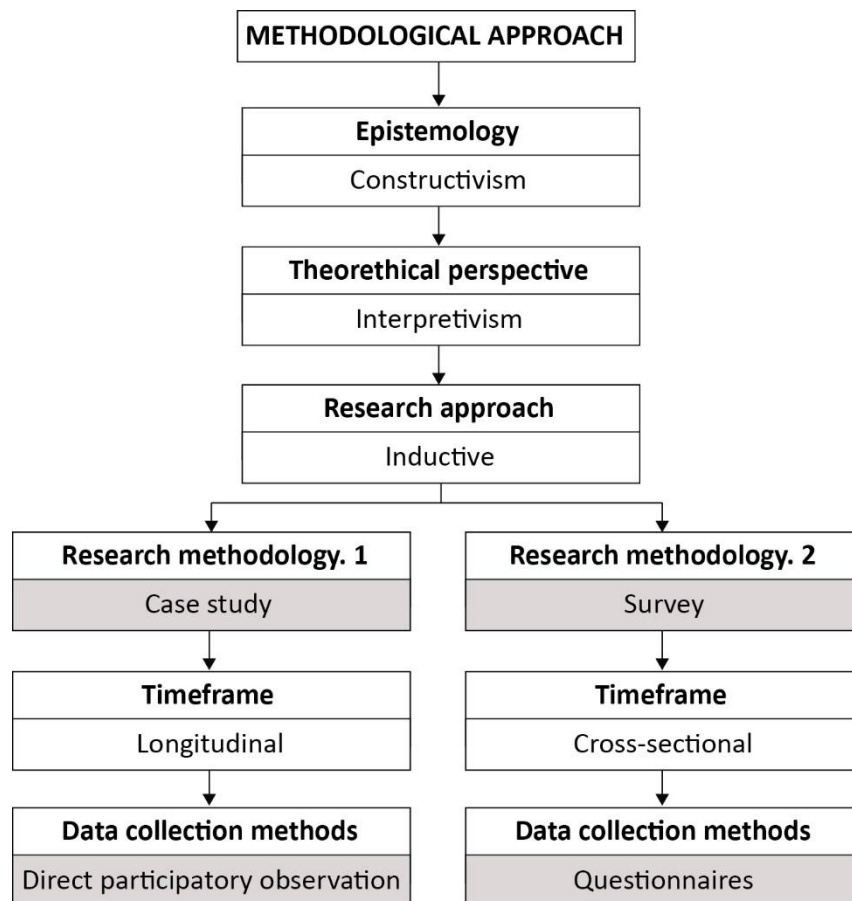 METHODOLOGICAL APPROACH
Epistemology
Constructivism
Theorethical perspective
Interpretivism
Research approach
Inductive
Research methodology. 1
Case study
Timeframe
Longitudinal
Data collection methods
Direct participatory observation
Research methodology. 2
Survey
Timeframe
Cross-sectional
Data collection methods
Questionnaires